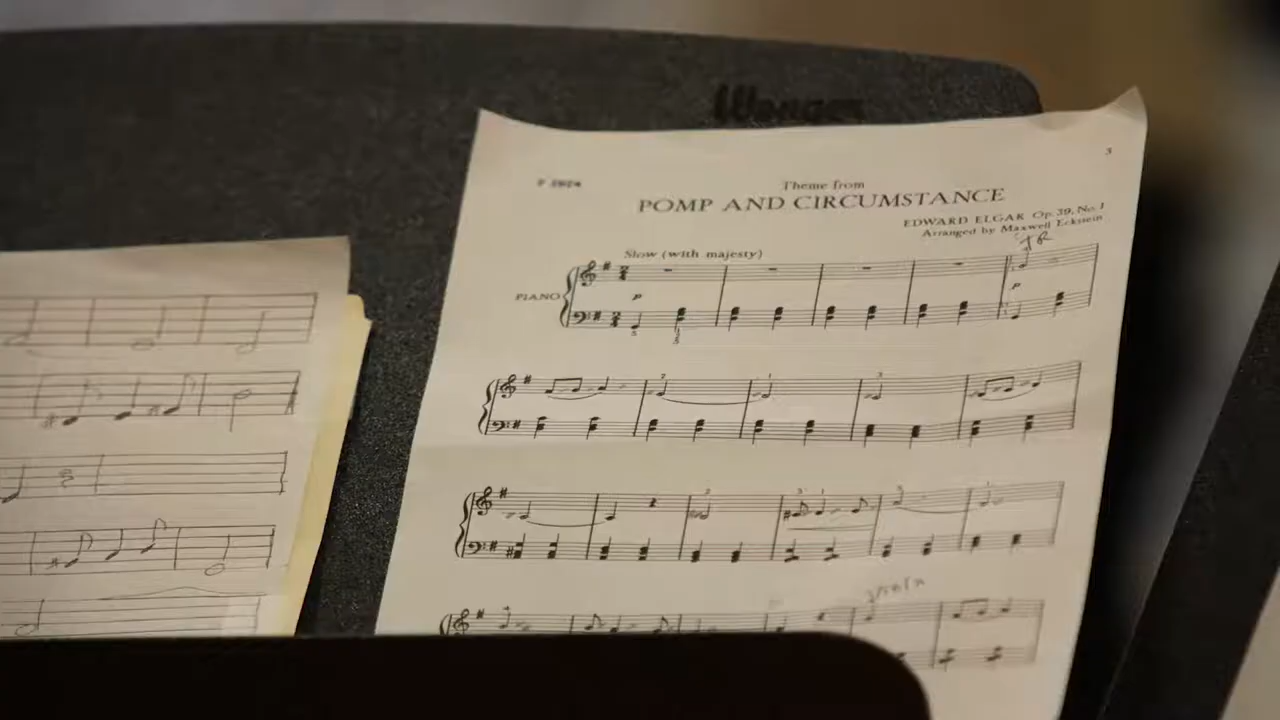 Wenger
3
Theme from
POMP AND CIRCUMSTANCE
EDWARD ELGAR Op. 39, No. 1
Arranged by Maxwell Eckstein
Slow (with majesty)
PIANO
p
p